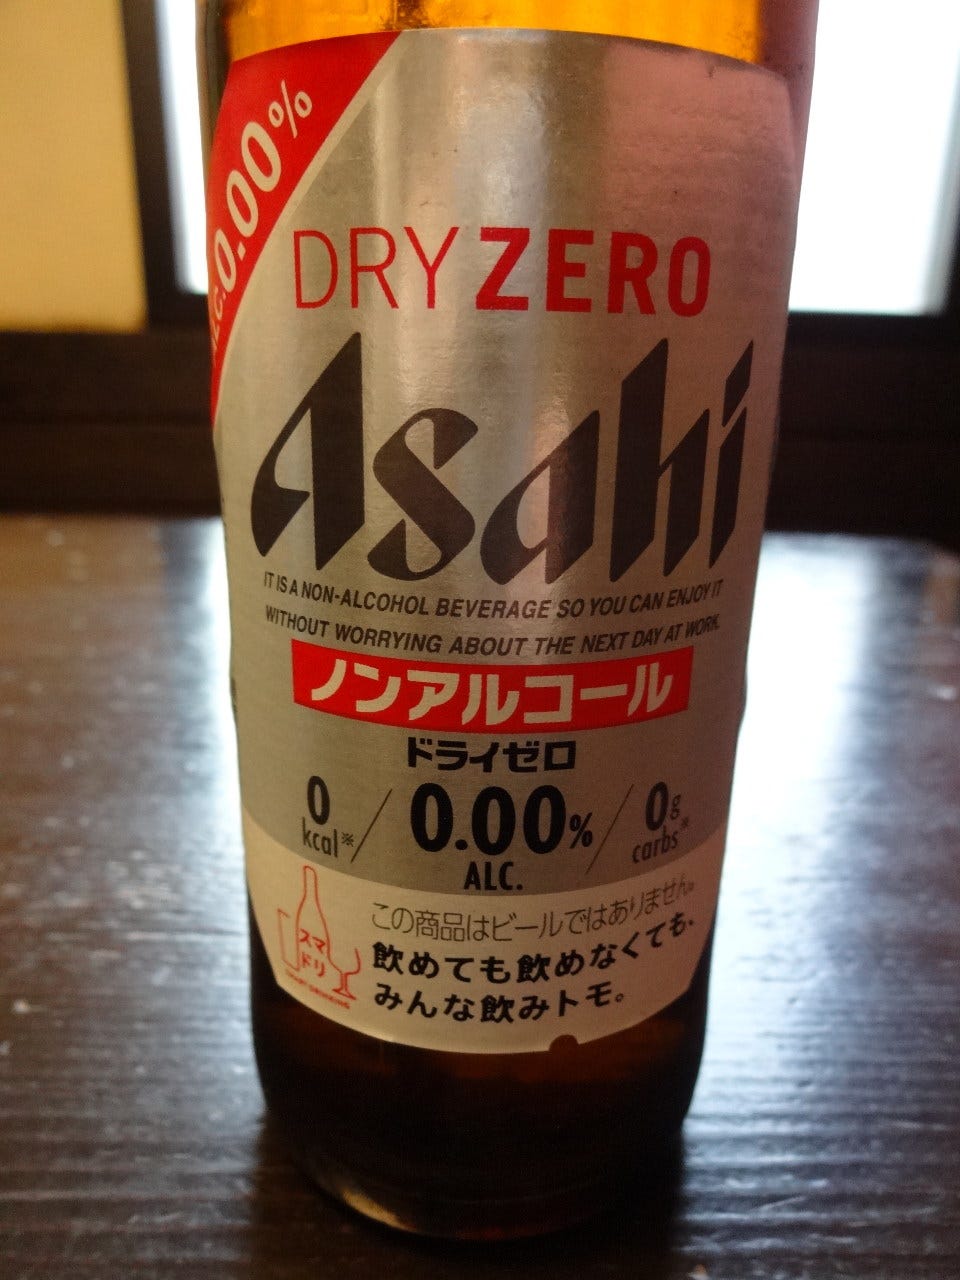 ALC.0.00%
DRY ZERO
Asahi
IT IS A NON-ALCOHOL BEVERAGE SO YOU CAN ENJOY IT
WITHOUT WORRYING ABOUT THE NEXT DAY AT WORK.
ノンアルコール
ドライゼロ
0 kcal※ / 0.00% ALC. / 0g carbs※
この商品はビールではありません。
飲めても飲めなくても、
みんな飲みトモ。
スマ
ドリ